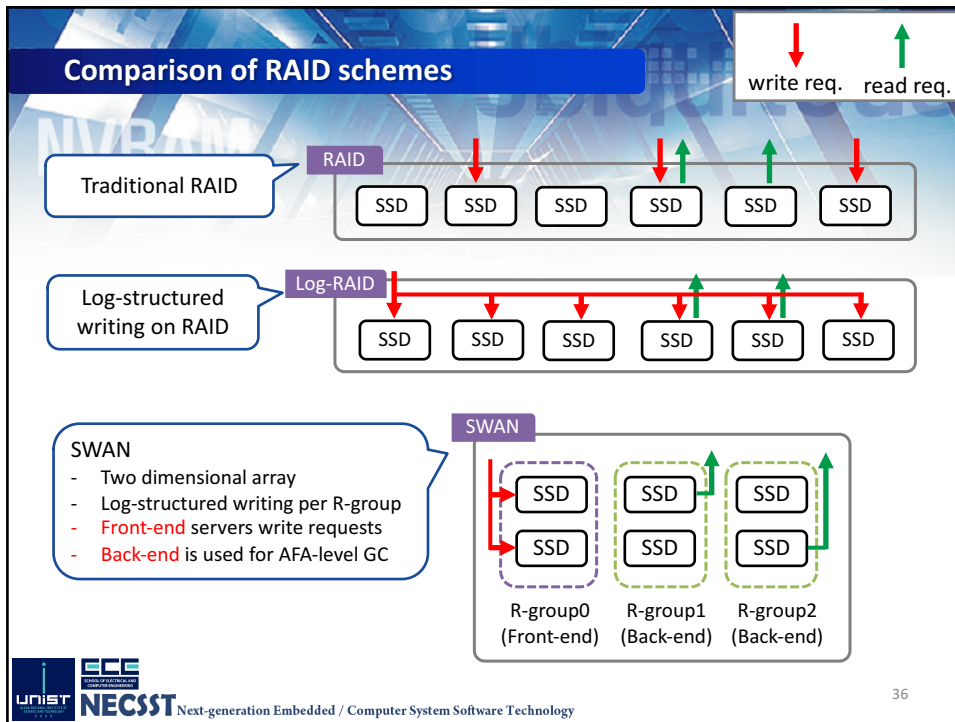 Comparison of RAID schemes
write req.
read req.
NVRAM
Traditional RAID
RAID
SSD SSD SSD SSD SSD SSD
Log-structured
writing on RAID
Log-RAID
SSD SSD SSD SSD SSD SSD
SWAN
- Two dimensional array
- Log-structured writing per R-group
- Front-end servers write requests
- Back-end is used for AFA-level GC
SWAN
SSD SSD SSD
SSD SSD SSD
R-group0 R-group1 R-group2
(Front-end) (Back-end) (Back-end)
UNIST
ECE
SCHOOL OF ELECTRICAL AND
COMPUTER ENGINEERING
NECSST Next-generation Embedded / Computer System Software Technology
36